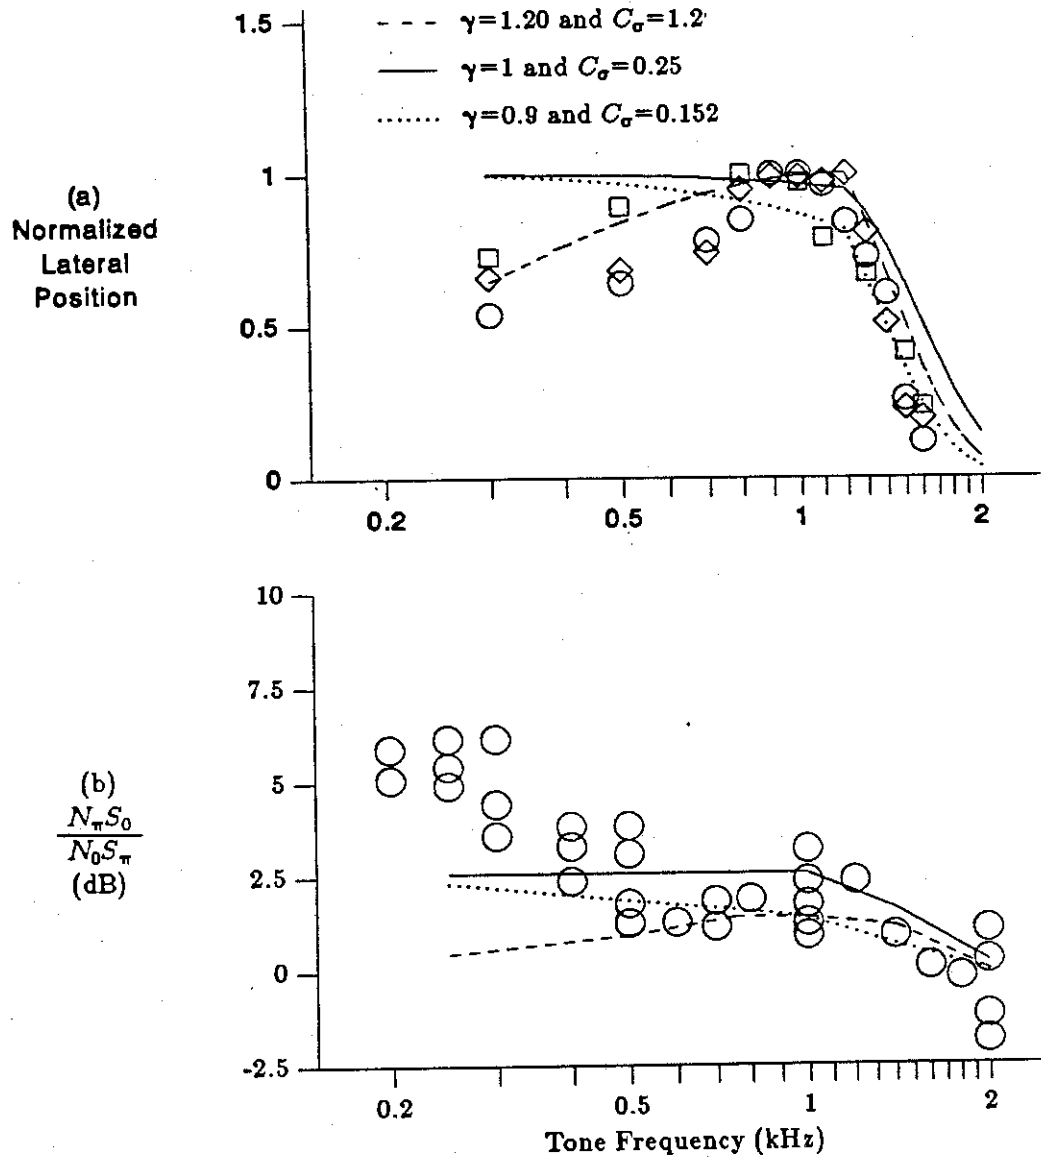 1.5
γ=1.20 and Cσ=1.2
γ=1 and Cσ=0.25
γ=0.9 and Cσ=0.152
1
(a)
Normalized
Lateral
Position
0.5
0
0.2
0.5
1
2
10
7.5
5
(b)
NπS0
N0Sπ
(dB)
2.5
0
-2.5
0.2
0.5
1
2
Tone Frequency (kHz)